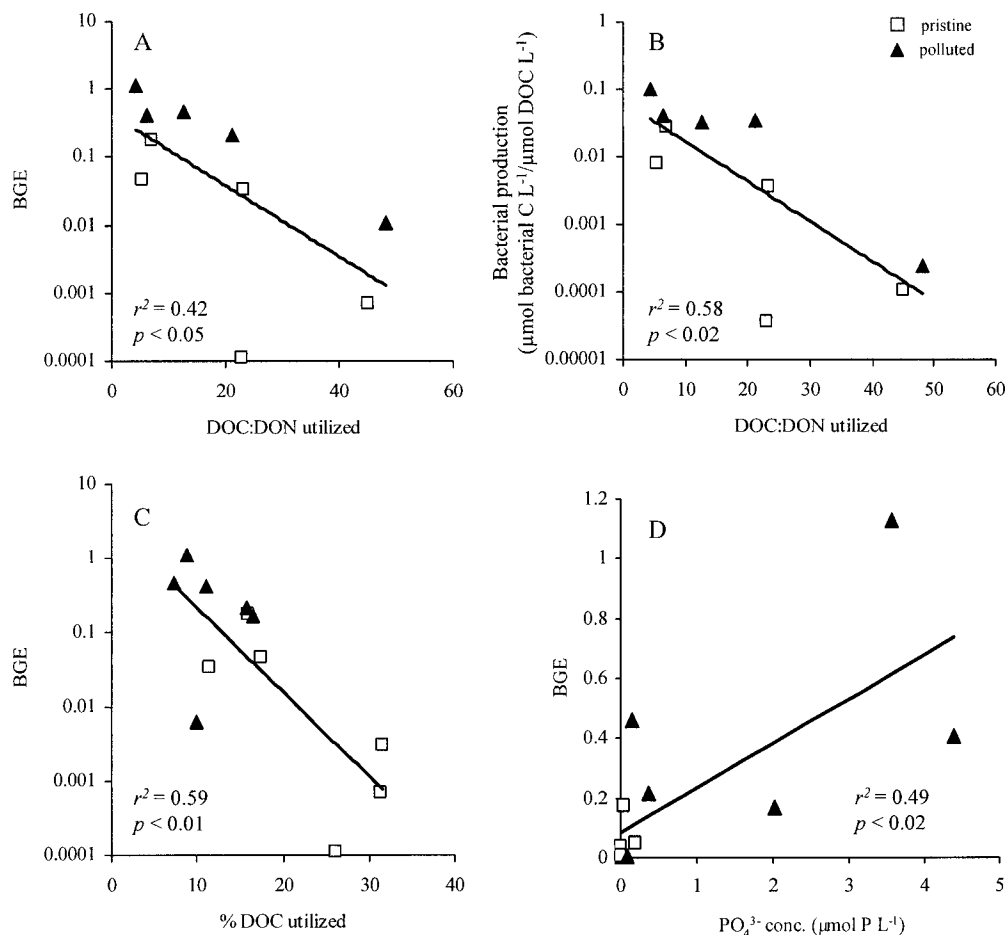 10
1
0.1
0.01
0.001
0.0001
BGE
A
r² = 0.42
p < 0.05
0 20 40 60
DOC:DON utilized
1
0.1
0.01
0.001
0.0001
0.00001
Bacterial production
(µmol bacterial C L⁻¹/µmol DOC L⁻¹)
B
pristine
polluted
r² = 0.58
p < 0.02
0 10 20 30 40 50 60
DOC:DON utilized
10
1
0.1
0.01
0.001
0.0001
BGE
C
r² = 0.59
p < 0.01
0 10 20 30 40
% DOC utilized
1.2
1
0.8
0.6
0.4
0.2
0
BGE
D
r² = 0.49
p < 0.02
0 1 2 3 4 5
PO₄³⁻ conc. (µmol P L⁻¹)